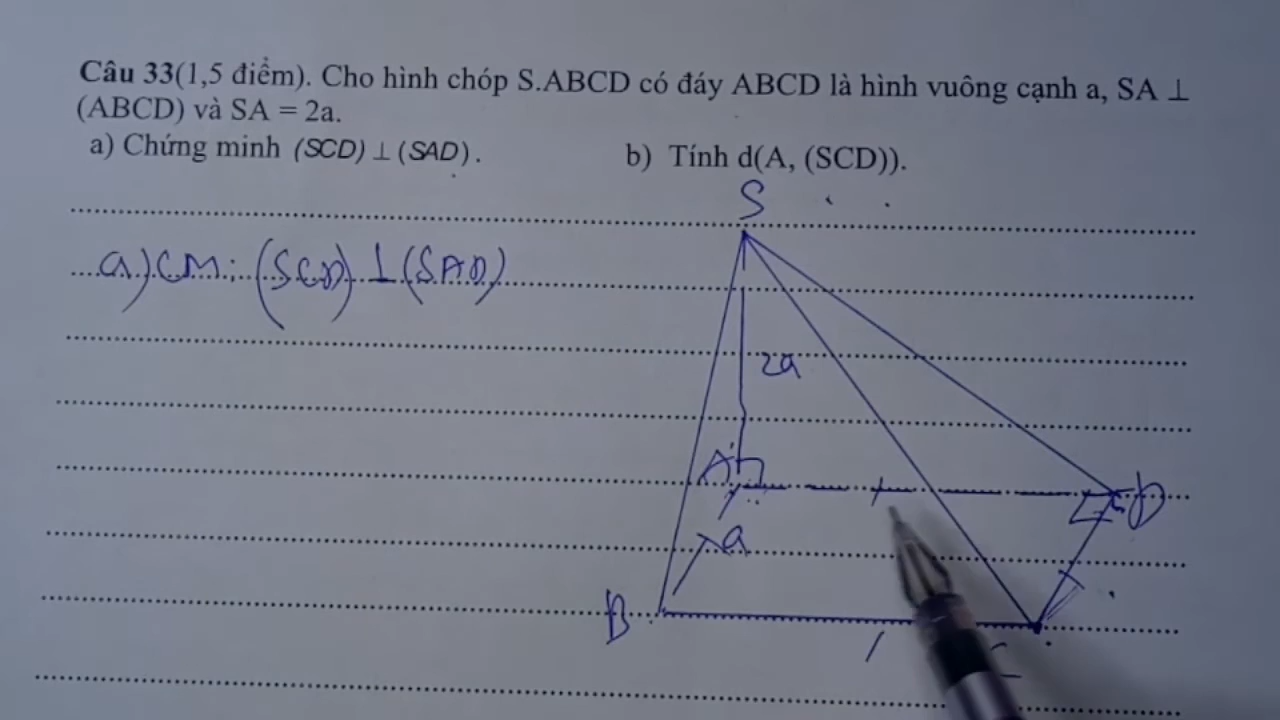 Câu 33(1,5 điểm). Cho hình chóp S.ABCD có đáy ABCD là hình vuông cạnh a, SA ⊥
(ABCD) và SA = 2a.
a) Chứng minh (SCD) ⊥ (SAD). b) Tính d(A, (SCD)).
S
a) CM: (SCD) ⊥ (SAD)
2a
A
D
a
B